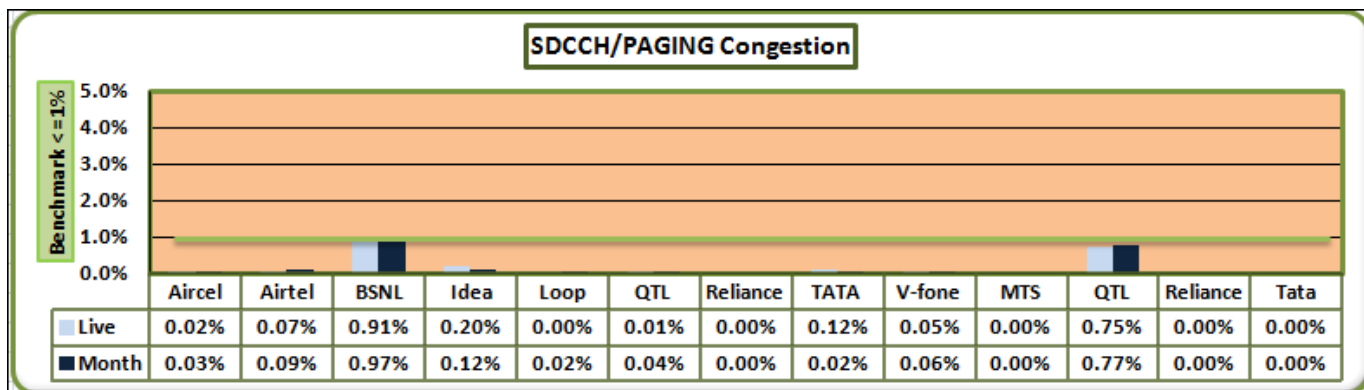 SDCCH/PAGING Congestion
Benchmark <=1%
5.0%
4.0%
3.0%
2.0%
1.0%
0.0%
Aircel Airtel BSNL Idea Loop QTL Reliance TATA V-fone MTS QTL Reliance Tata
Live 0.02% 0.07% 0.91% 0.20% 0.00% 0.01% 0.00% 0.12% 0.05% 0.00% 0.75% 0.00% 0.00%
Month 0.03% 0.09% 0.97% 0.12% 0.02% 0.04% 0.00% 0.02% 0.06% 0.00% 0.77% 0.00% 0.00%